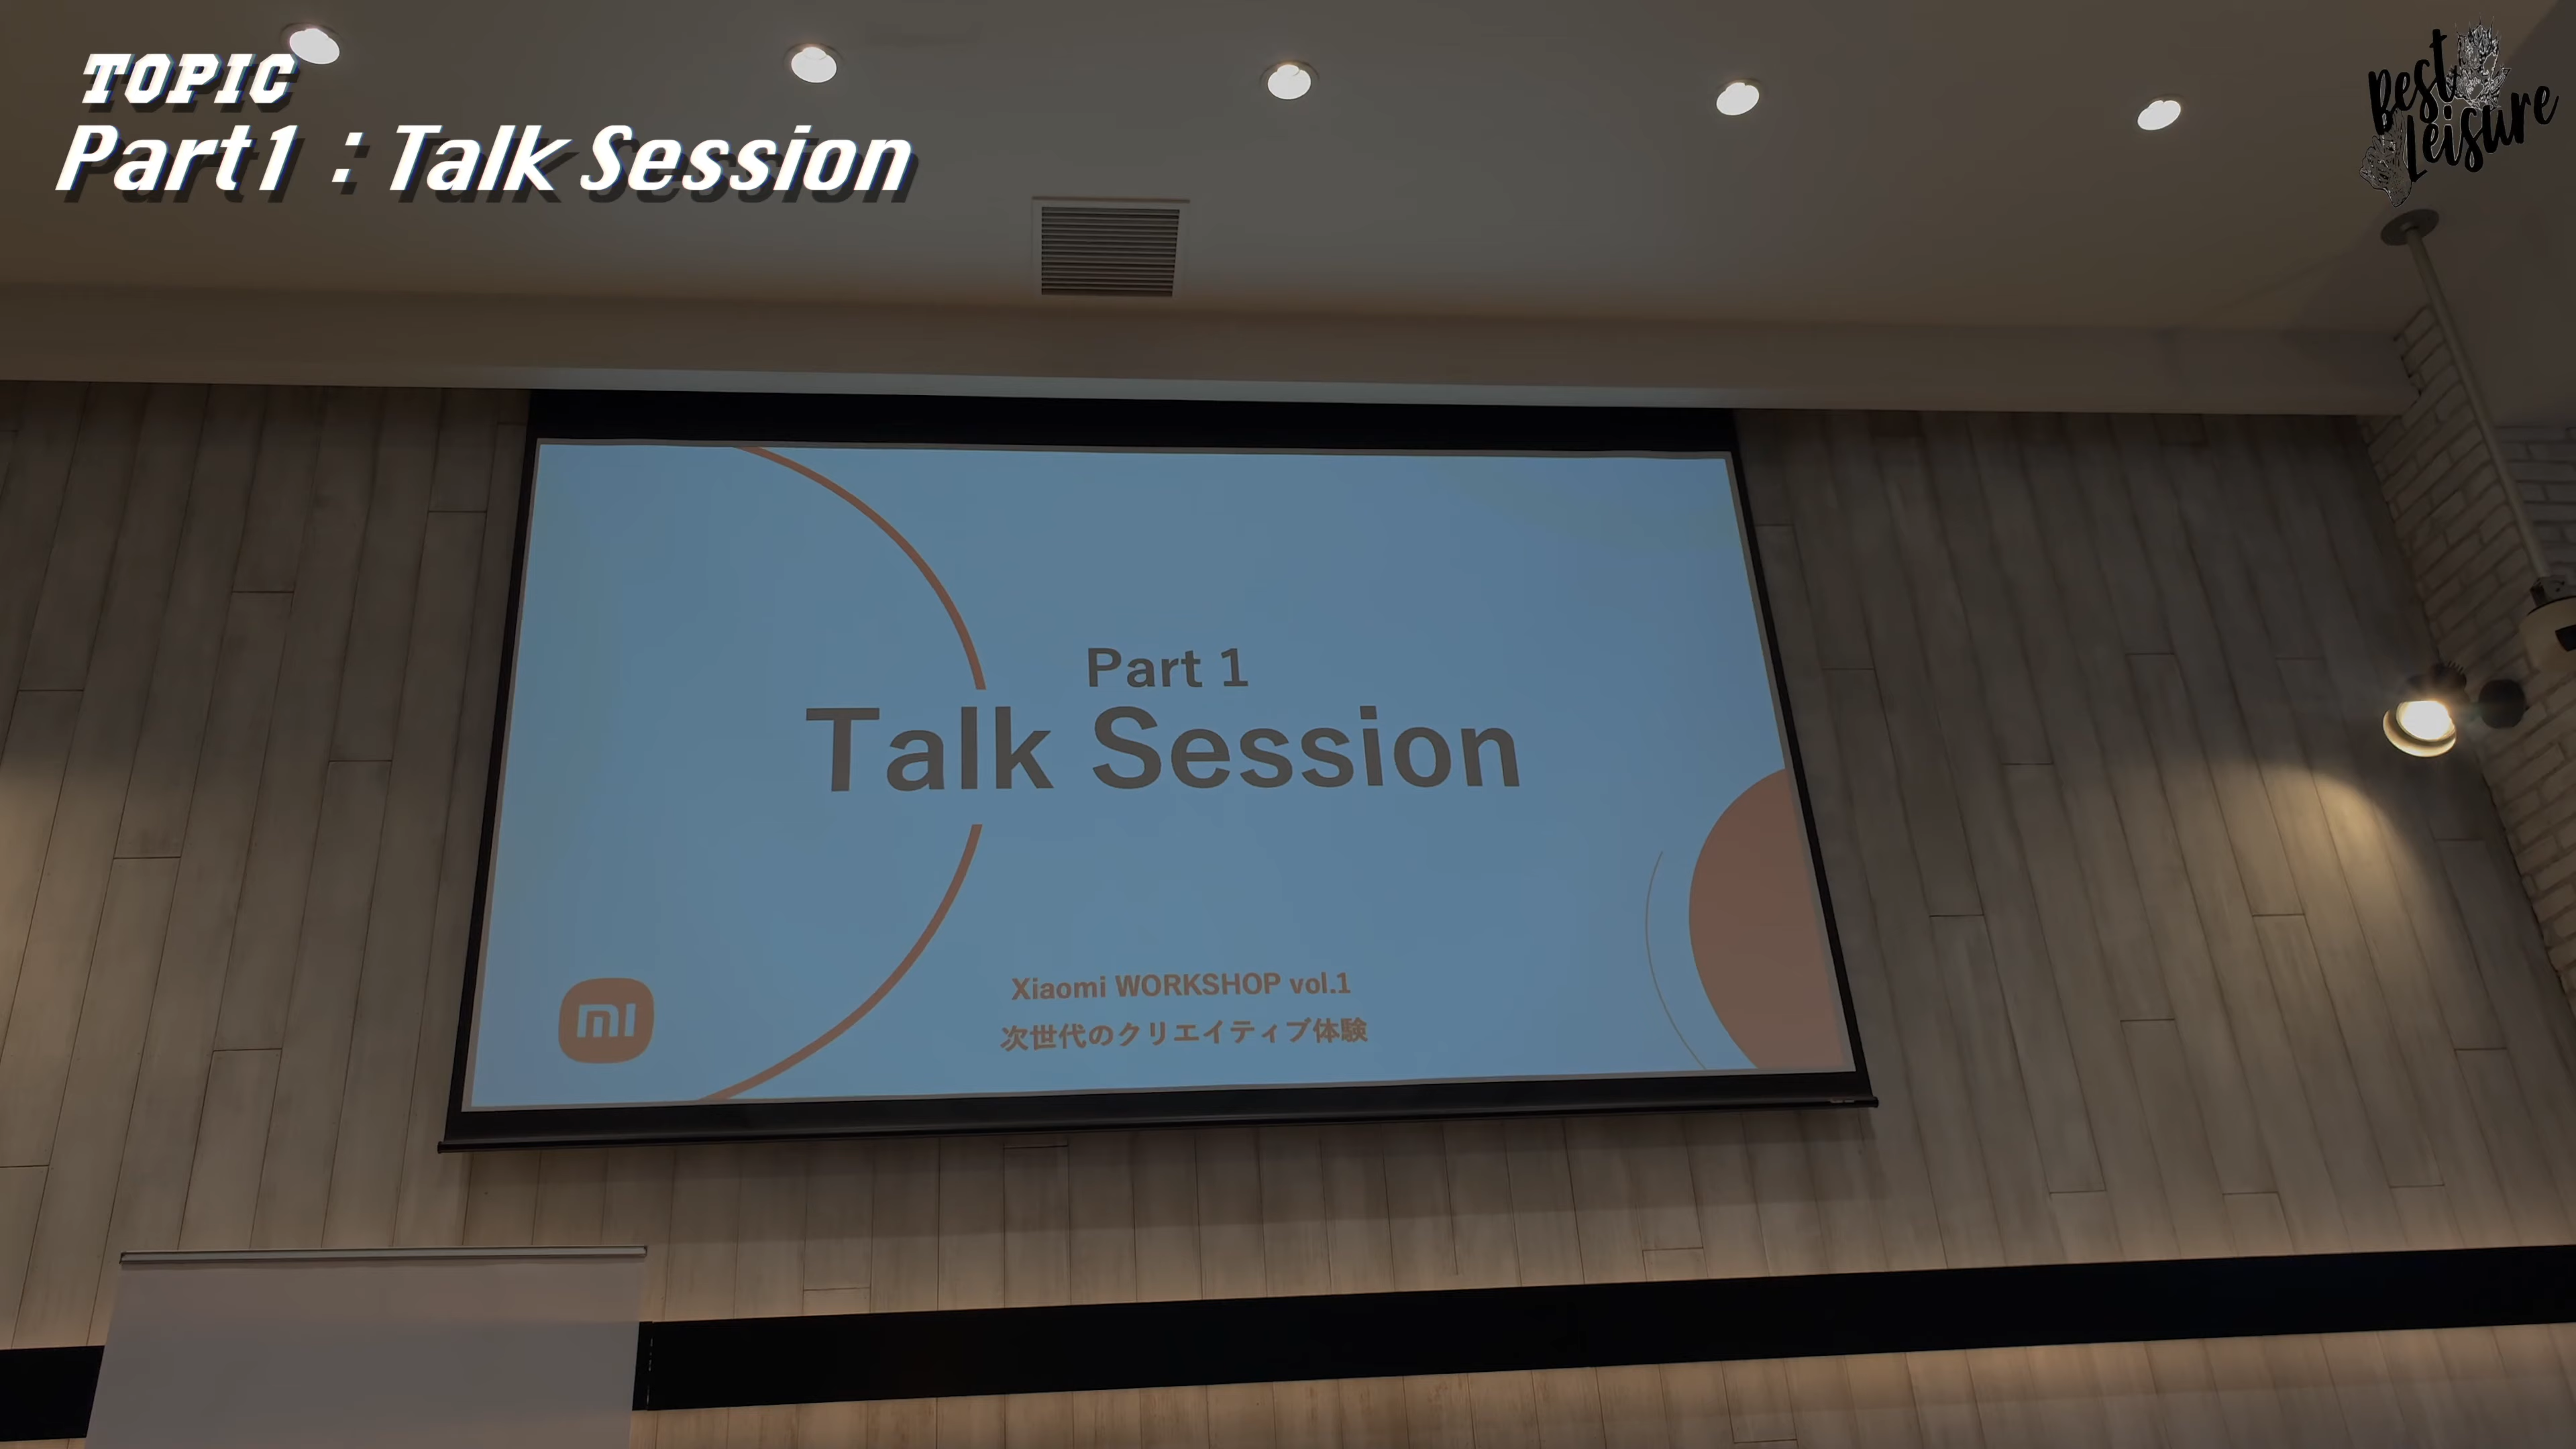 TOPIC
Part1 : Talk Session
Best
Leisure
Part 1
Talk Session
Xiaomi WORKSHOP vol.1
次世代のクリエイティブ体験
mi